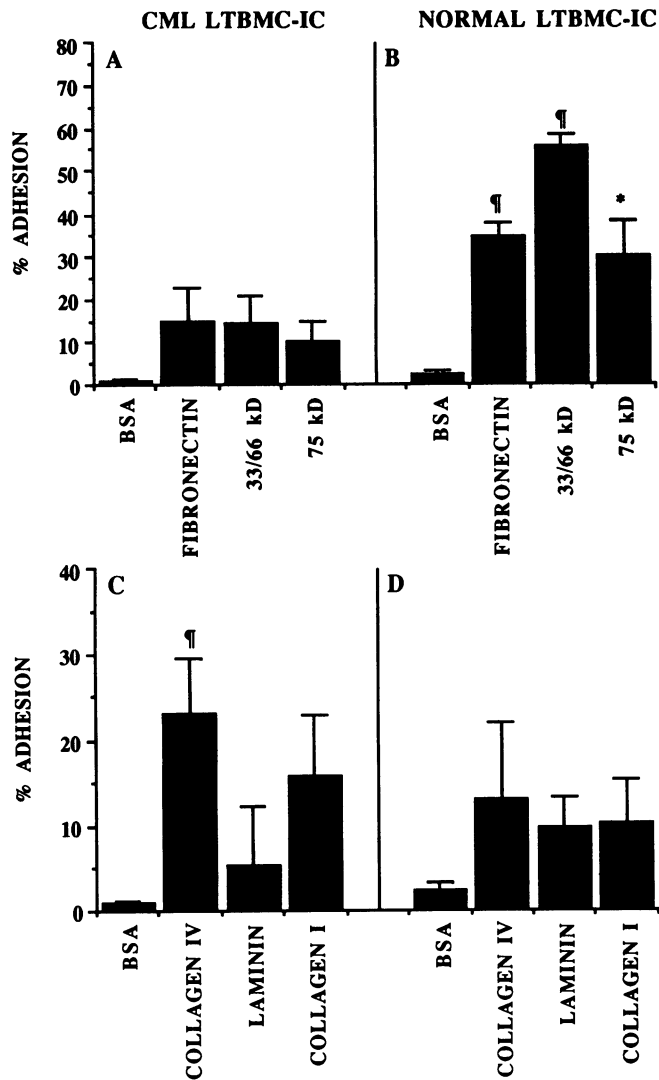 CML LTBMC-IC
NORMAL LTBMC-IC
A
B
% ADHESION
80
70
60
50
40
30
20
10
0
¶
¶
*
BSA
FIBRONECTIN
33/66 kD
75 kD
BSA
FIBRONECTIN
33/66 kD
75 kD
C
D
% ADHESION
40
30
20
10
0
¶
BSA
COLLAGEN IV
LAMININ
COLLAGEN I
BSA
COLLAGEN IV
LAMININ
COLLAGEN I